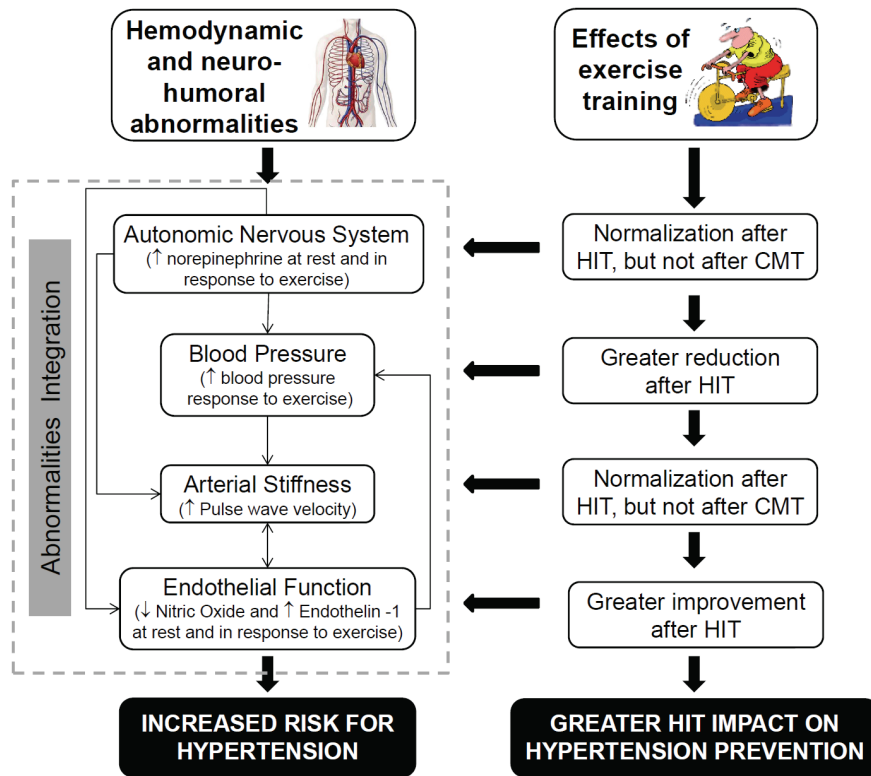 Hemodynamic
and neuro-
humoral
abnormalities
Effects of
exercise
training
Abnormalities Integration
Autonomic Nervous System
(↑ norepinephrine at rest and in
response to exercise)
Normalization after
HIT, but not after CMT
Blood Pressure
(↑ blood pressure
response to exercise)
Greater reduction
after HIT
Arterial Stiffness
(↑ Pulse wave velocity)
Normalization after
HIT, but not after CMT
Endothelial Function
(↓ Nitric Oxide and ↑ Endothelin -1
at rest and in response to exercise)
Greater improvement
after HIT
INCREASED RISK FOR
HYPERTENSION
GREATER HIT IMPACT ON
HYPERTENSION PREVENTION